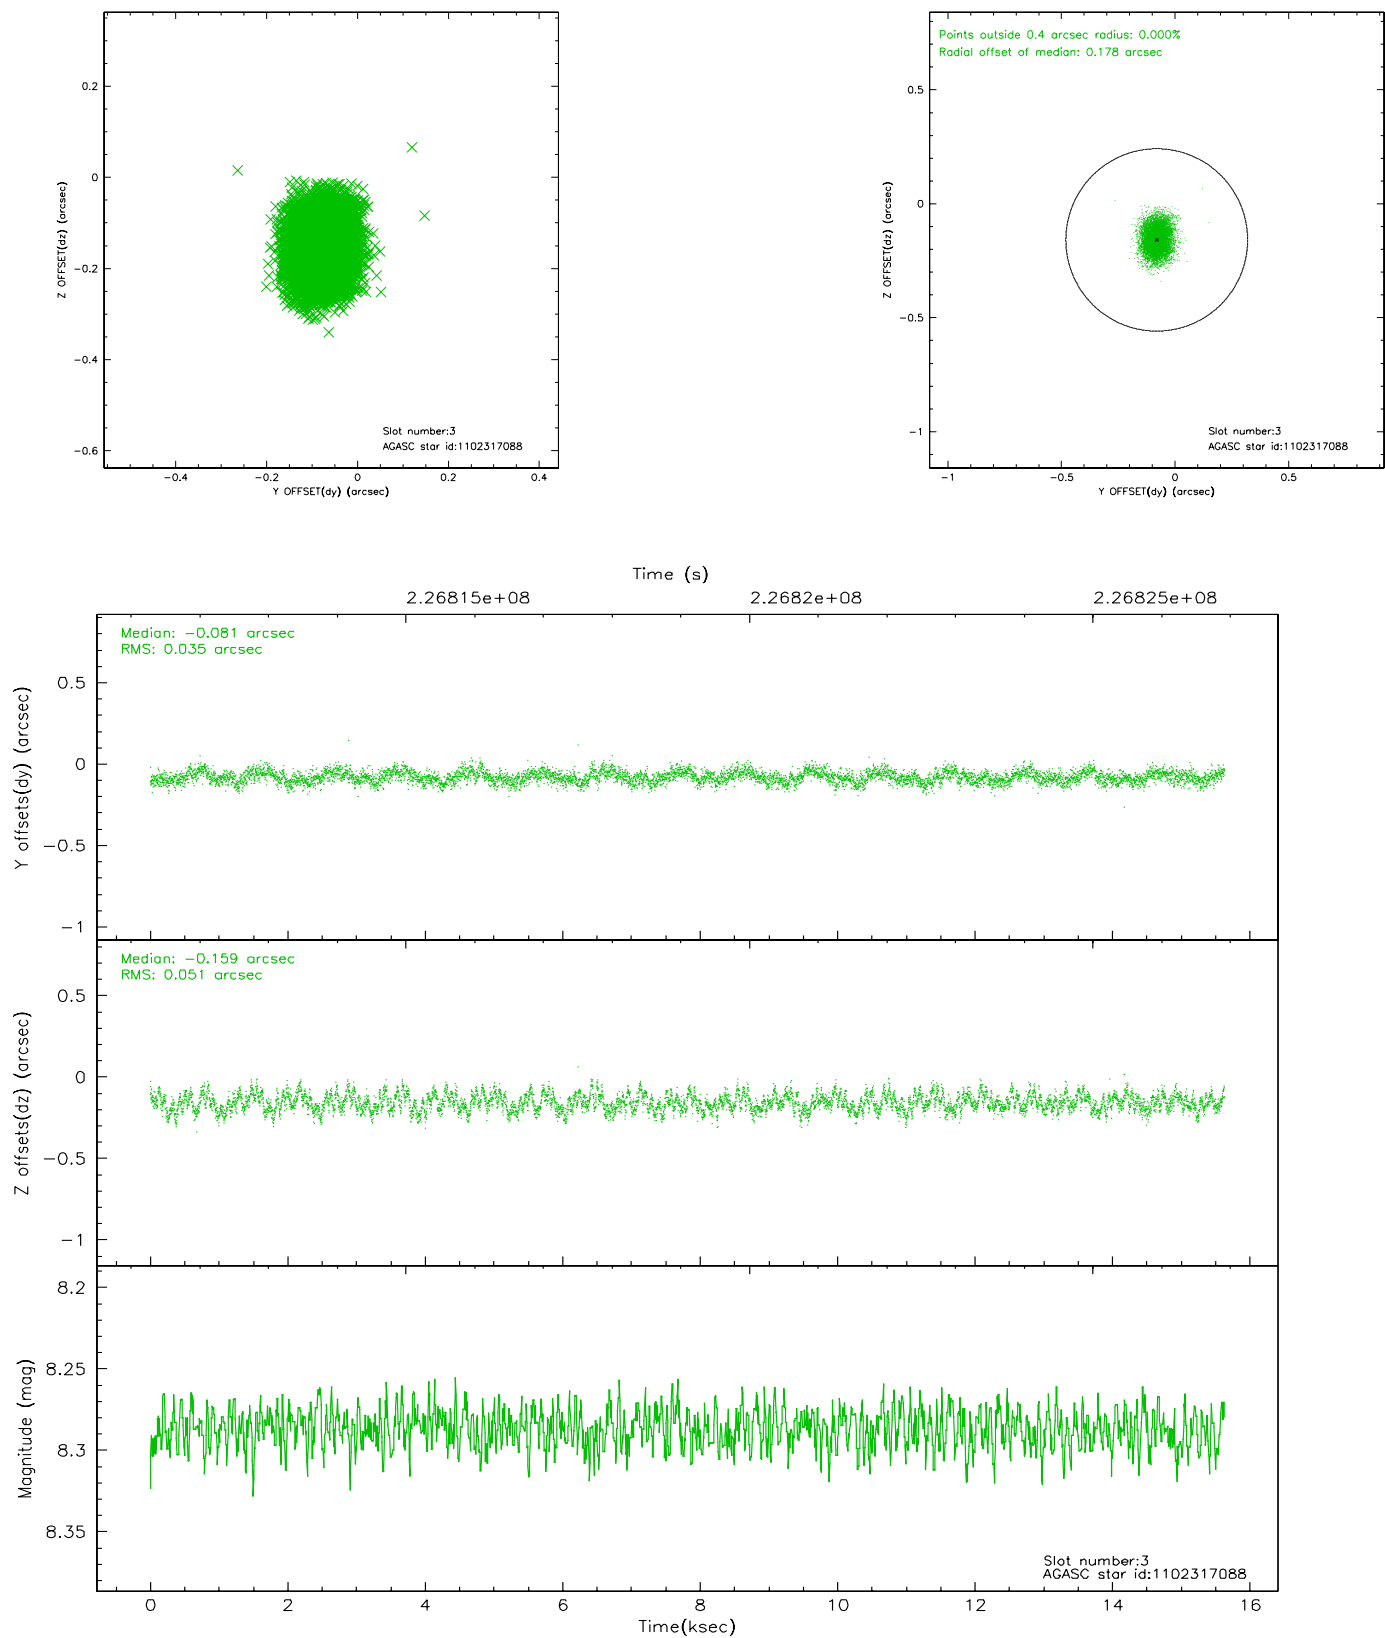 0.2
0
−0.2
−0.4
−0.6
Z OFFSET(dz) (arcsec)
Slot number:3
AGASC star id:1102317088
−0.4 −0.2 0 0.2 0.4
Y OFFSET(dy) (arcsec)
Points outside 0.4 arcsec radius: 0.000%
Radial offset of median: 0.178 arcsec
0.5
0
−0.5
−1
Z OFFSET(dz) (arcsec)
Slot number:3
AGASC star id:1102317088
−1 −0.5 0 0.5
Y OFFSET(dy) (arcsec)
Time (s)
2.26815e+08 2.2682e+08 2.26825e+08
Median: −0.081 arcsec
RMS: 0.035 arcsec
0.5
0
−0.5
−1
Y offsets(dy) (arcsec)
Median: −0.159 arcsec
RMS: 0.051 arcsec
0.5
0
−0.5
−1
Z offsets(dz) (arcsec)
8.2
8.25
8.3
8.35
Magnitude (mag)
Slot number:3
AGASC star id:1102317088
0 2 4 6 8 10 12 14 16
Time(ksec)